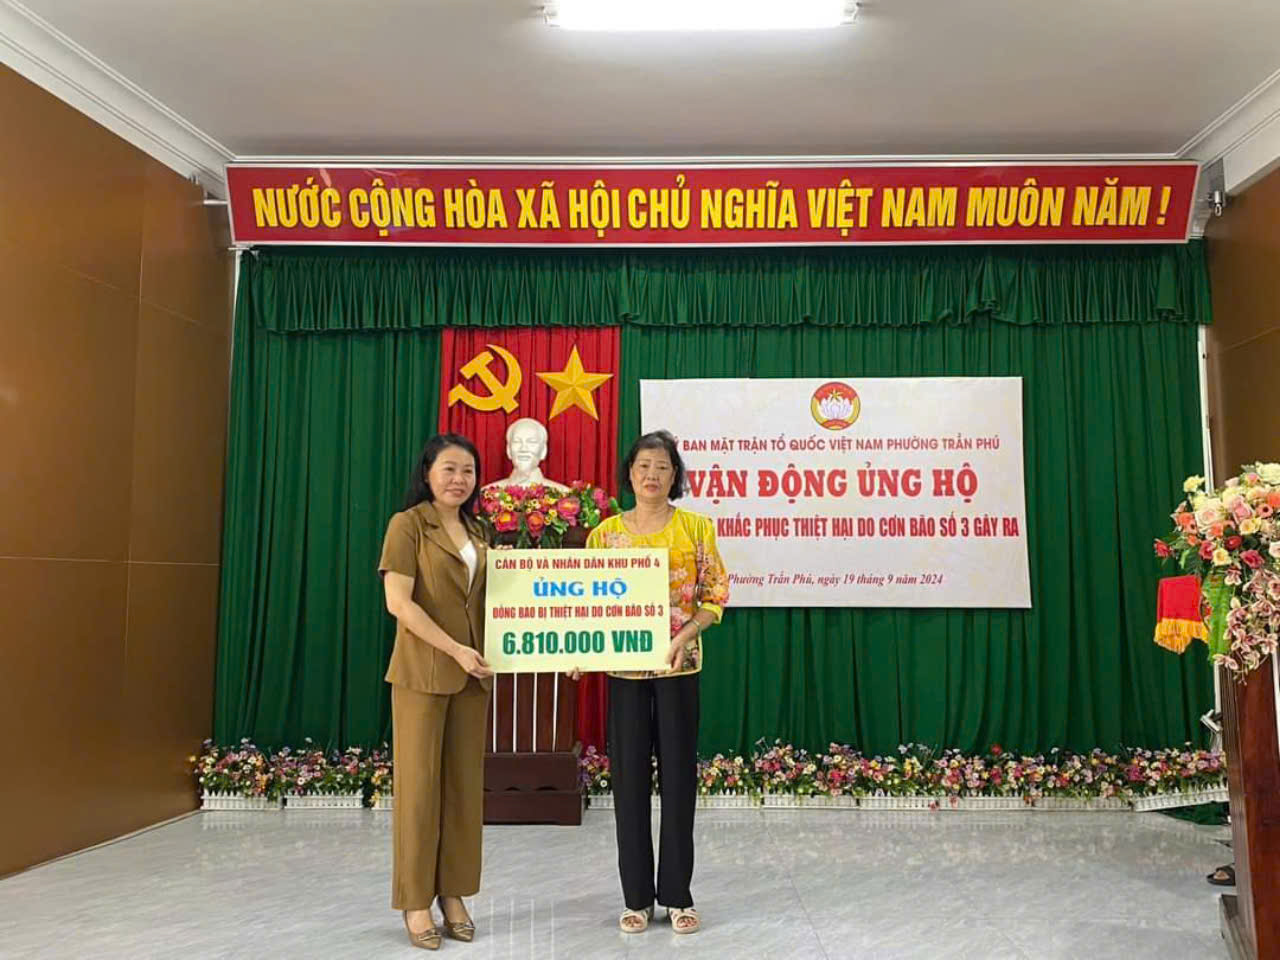 NƯỚC CỘNG HÒA XÃ HỘI CHỦ NGHĨA VIỆT NAM MUÔN NĂM !
BAN MẶT TRẬN TỔ QUỐC VIỆT NAM PHƯỜNG TRẦN PHÚ
VẬN ĐỘNG ỦNG HỘ
KHẮC PHỤC THIỆT HẠI DO CƠN BÃO SỐ 3 GÂY RA
Phường Trần Phú, ngày 19 tháng 9 năm 2024
CÁN BỘ VÀ NHÂN DÂN KHU PHỐ 4
ỦNG HỘ
ĐỒNG BÀO BỊ THIỆT HẠI DO CƠN BÃO SỐ 3
6.810.000 VNĐ